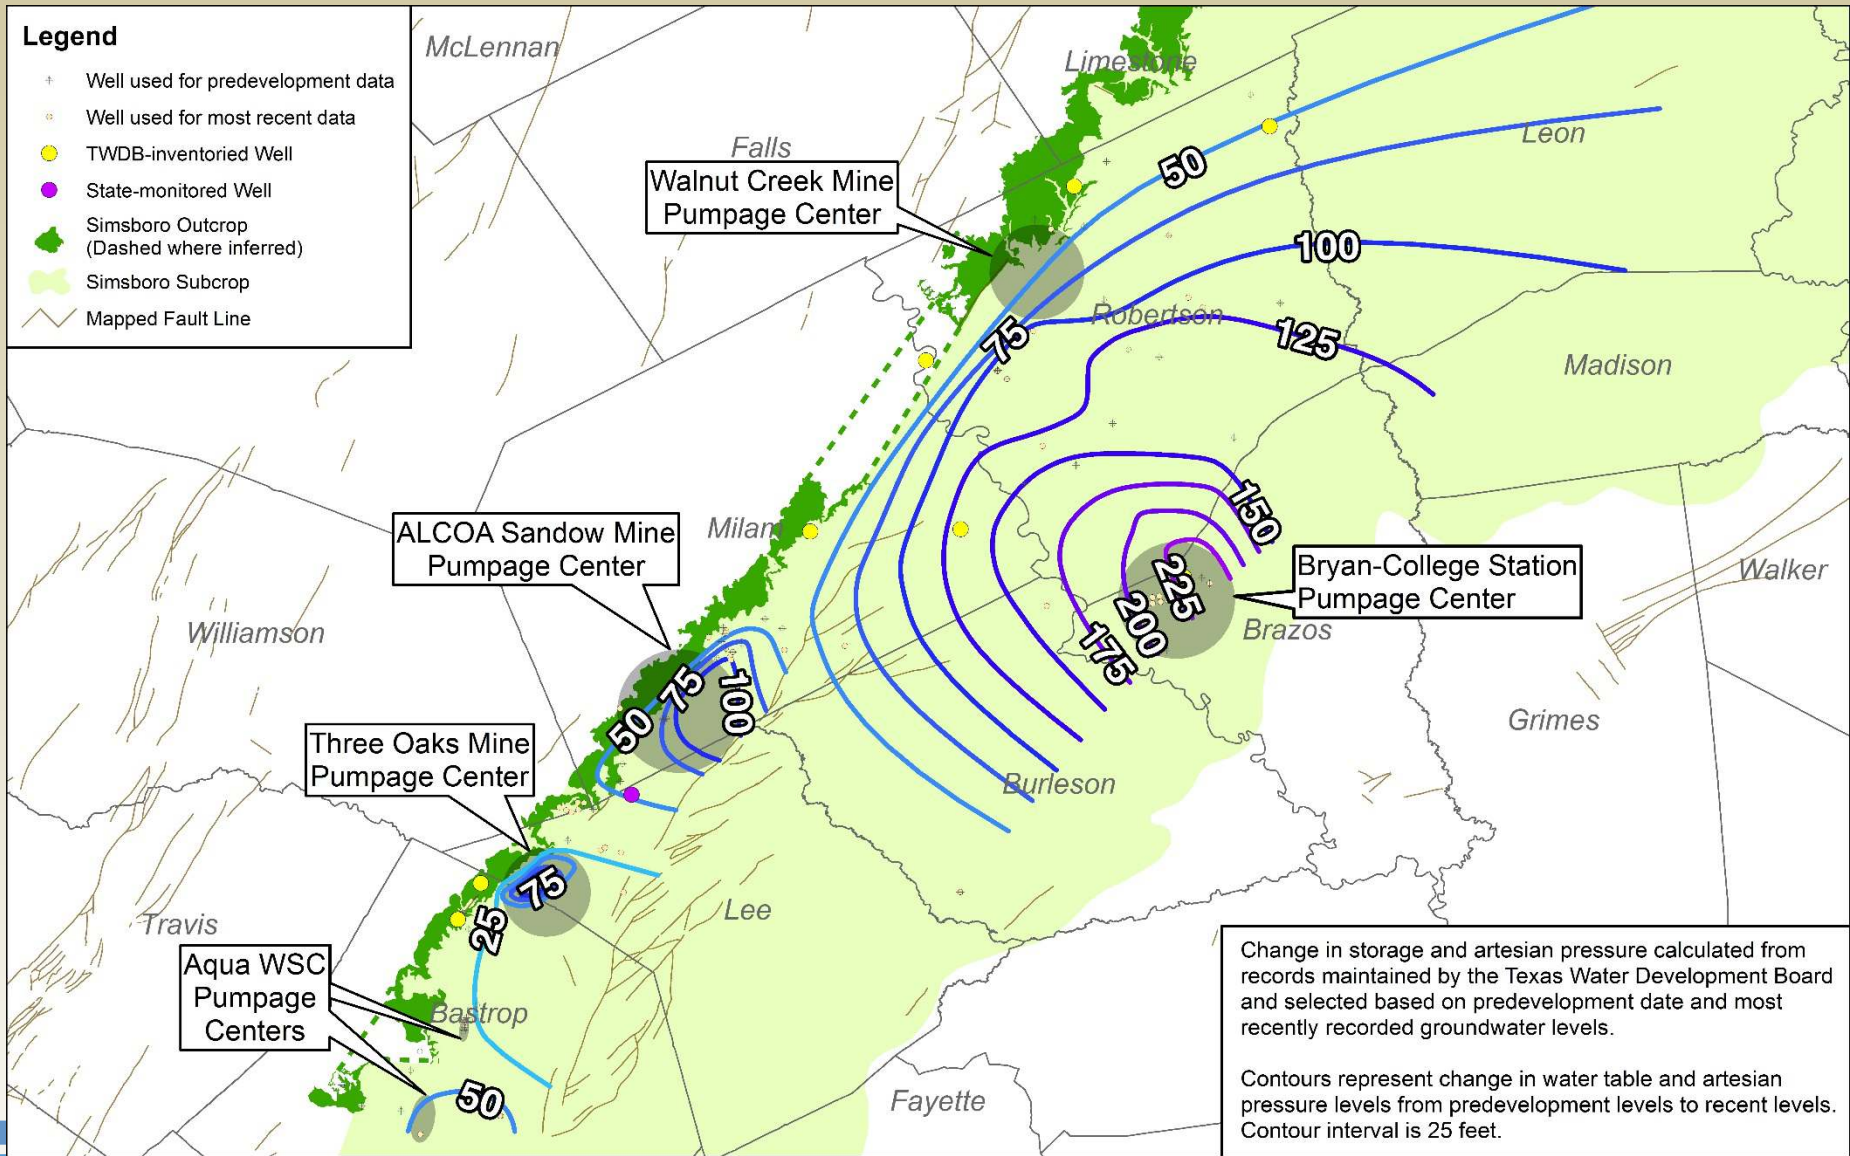 Legend
Well used for predevelopment data
Well used for most recent data
TWDB-inventoried Well
State-monitored Well
Simsboro Outcrop
(Dashed where inferred)
Simsboro Subcrop
Mapped Fault Line
McLennan
Limestone
Falls
Leon
Walnut Creek Mine
Pumpage Center
50
100
75
Robertson
125
Madison
150
ALCOA Sandow Mine
Pumpage Center
Milam
Bryan-College Station
Pumpage Center
225
200
175
Walker
Williamson
Brazos
75
100
50
Grimes
Three Oaks Mine
Pumpage Center
Burleson
75
25
Lee
Travis
Aqua WSC
Pumpage
Centers
Bastrop
50
Fayette
Change in storage and artesian pressure calculated from
records maintained by the Texas Water Development Board
and selected based on predevelopment date and most
recently recorded groundwater levels.
Contours represent change in water table and artesian
pressure levels from predevelopment levels to recent levels.
Contour interval is 25 feet.